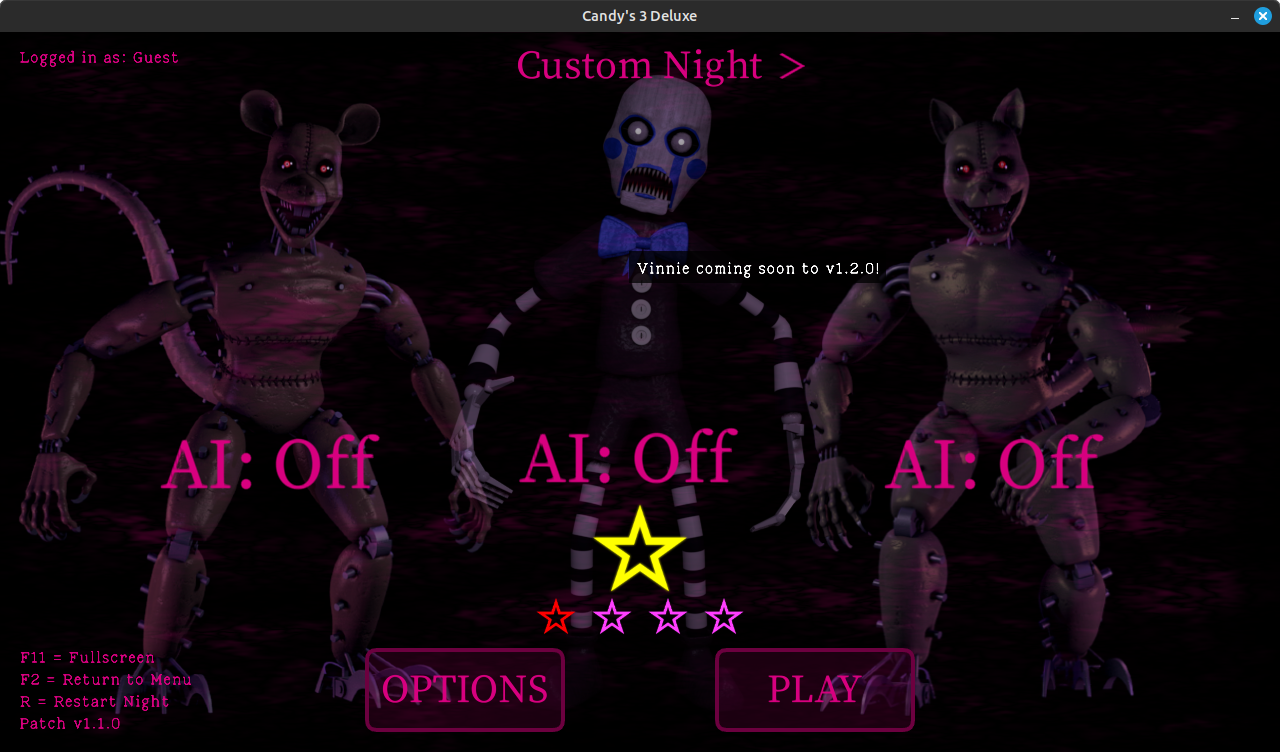 Candy's 3 Deluxe
Logged in as: Guest
Custom Night >
Vinnie coming soon to v1.2.0!
AI: Off
AI: Off
AI: Off
F11 = Fullscreen
F2 = Return to Menu
R = Restart Night
Patch v1.1.0
OPTIONS
PLAY